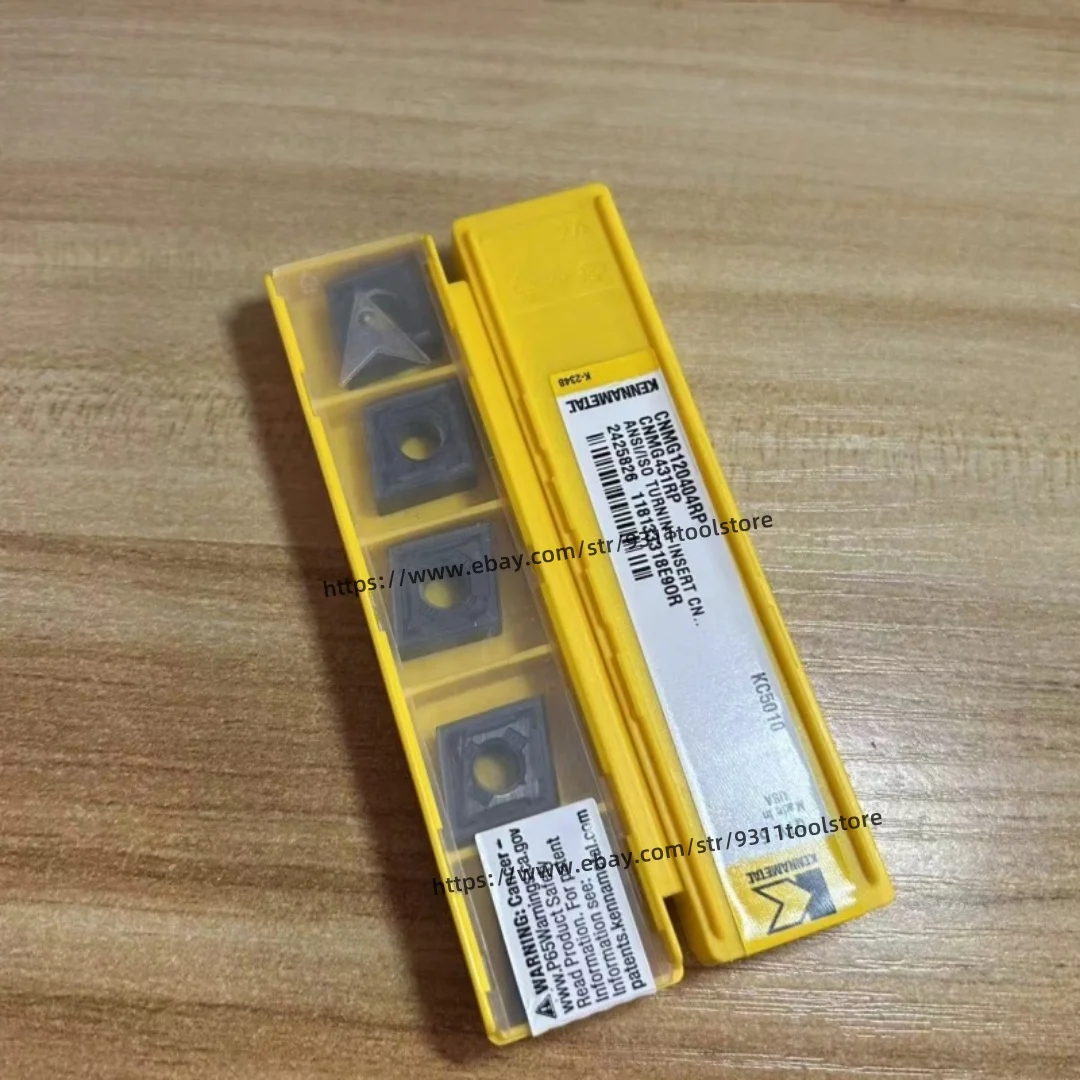 K-2348
KENNAMETAL
CNMG120404RP
CNMG431RP
ANSI/ISO TURNING INSERT CN..
2425826
KC5010
Made in
USA
KENNAMETAL
https://www.ebay.com/str/9311toolstore
https://www.ebay.com/str/9311toolstore
WARNING: Cancer -
www.P65Warnings.ca.gov
Read Product Safety
Information. For patent
Information see:
patents.kennametal.com